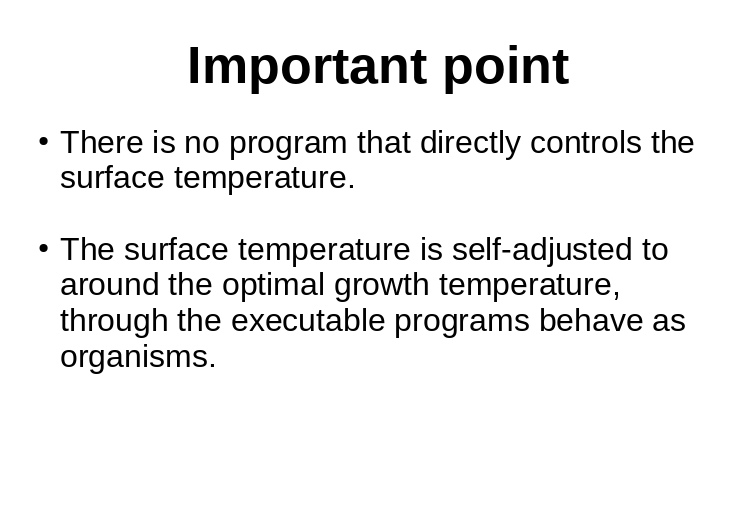 Important point
• There is no program that directly controls the
surface temperature.
• The surface temperature is self-adjusted to
around the optimal growth temperature,
through the executable programs behave as
organisms.